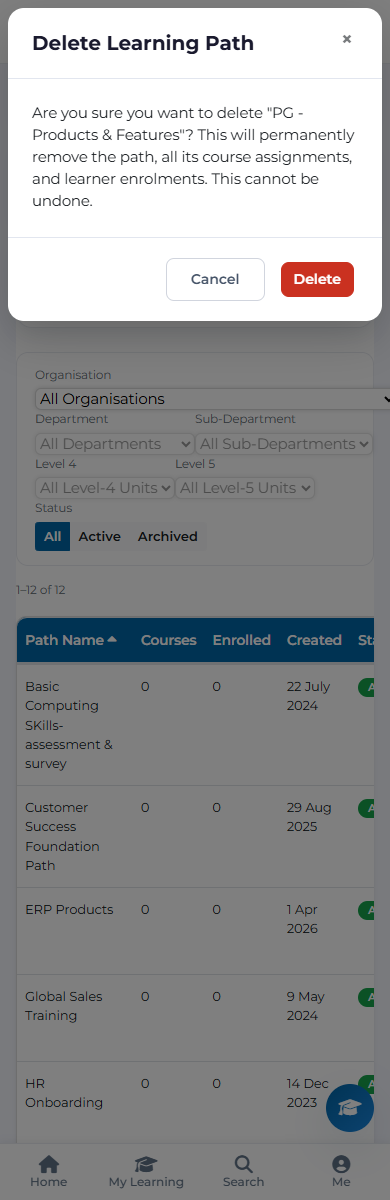 Delete Learning Path
×
Are you sure you want to delete "PG -
Products & Features"? This will permanently
remove the path, all its course assignments,
and learner enrolments. This cannot be
undone.
Cancel Delete
Organisation
All Organisations
Department Sub-Department
All Departments All Sub-Departments
Level 4 Level 5
All Level-4 Units All Level-5 Units
Status
All Active Archived
1–12 of 12
Path Name Courses Enrolled Created
Basic 0 0 22 July
Computing 2024
SKills-
assessment &
survey
Customer 0 0 29 Aug
Success 2025
Foundation
Path
ERP Products 0 0 1 Apr
2026
Global Sales 0 0 9 May
Training 2024
HR 0 0 14 Dec
Onboarding 2023
Home My Learning Search Me